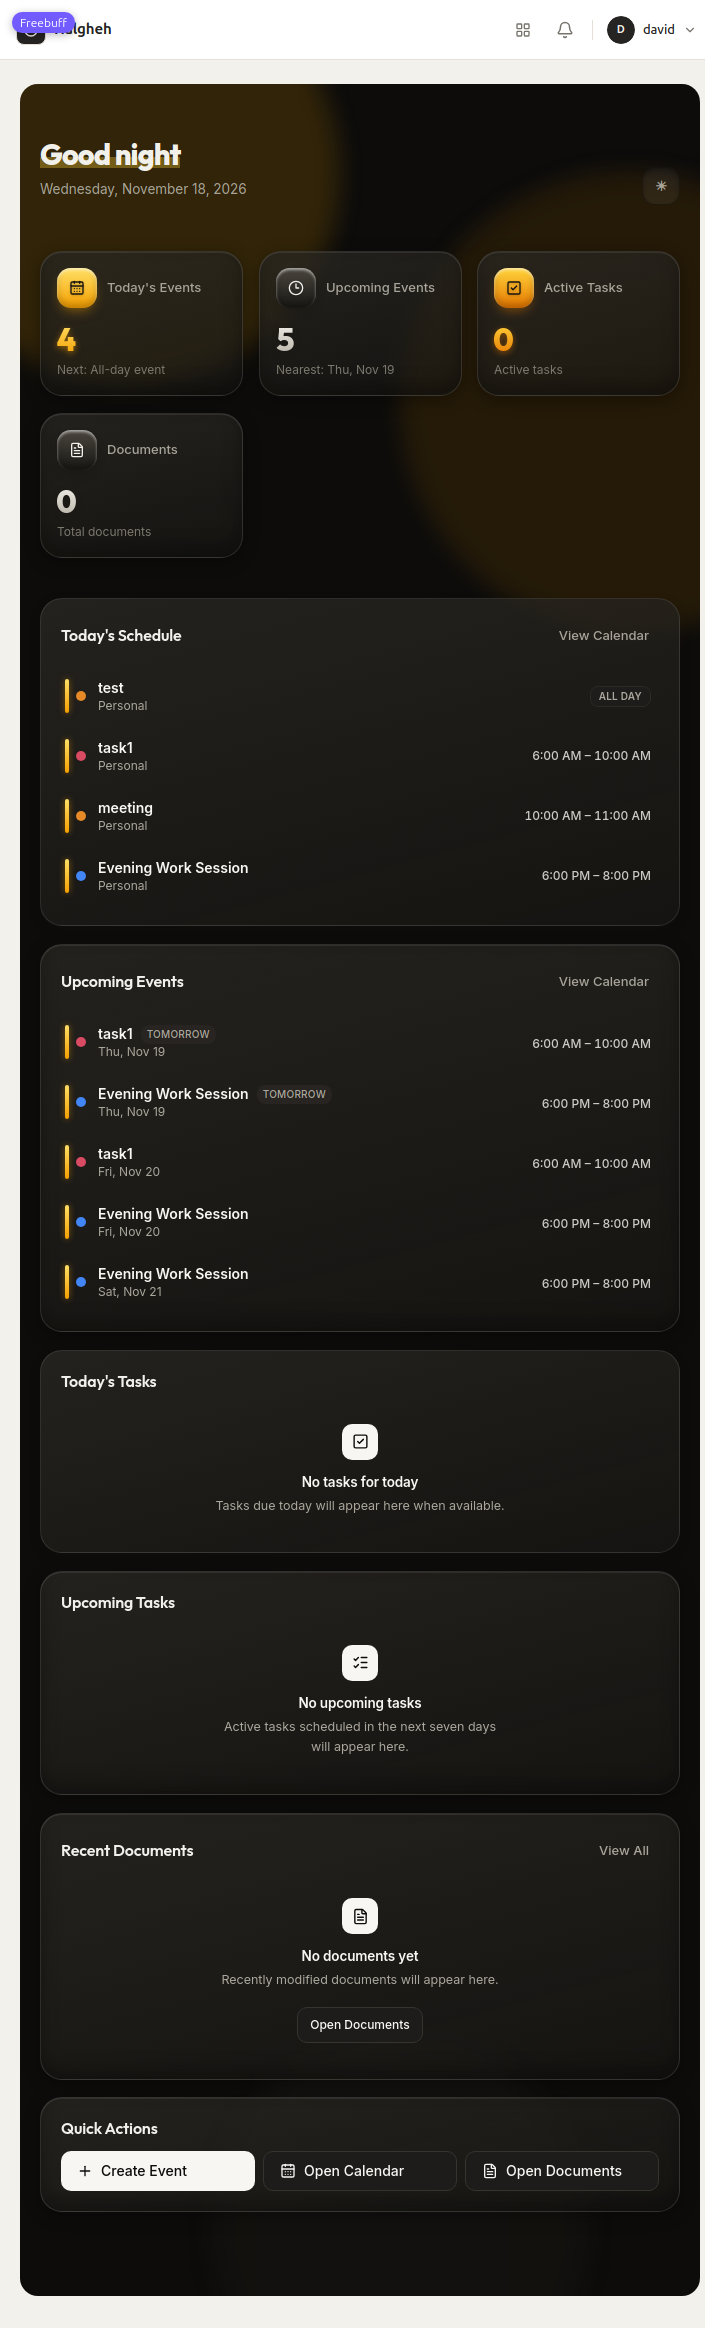 Freebuff
david
D
Good night
Wednesday, November 18, 2026
Today's Events
4
Next: All-day event
Upcoming Events
5
Nearest: Thu, Nov 19
Active Tasks
0
Active tasks
Documents
0
Total documents
Today's Schedule
View Calendar
test
Personal
ALL DAY
task1
Personal
6:00 AM – 10:00 AM
meeting
Personal
10:00 AM – 11:00 AM
Evening Work Session
Personal
6:00 PM – 8:00 PM
Upcoming Events
View Calendar
task1 TOMORROW
Thu, Nov 19
6:00 AM – 10:00 AM
Evening Work Session TOMORROW
Thu, Nov 19
6:00 PM – 8:00 PM
task1
Fri, Nov 20
6:00 AM – 10:00 AM
Evening Work Session
Fri, Nov 20
6:00 PM – 8:00 PM
Evening Work Session
Sat, Nov 21
6:00 PM – 8:00 PM
Today's Tasks
No tasks for today
Tasks due today will appear here when available.
Upcoming Tasks
No upcoming tasks
Active tasks scheduled in the next seven days
will appear here.
Recent Documents
View All
No documents yet
Recently modified documents will appear here.
Open Documents
Quick Actions
Create Event
Open Calendar
Open Documents